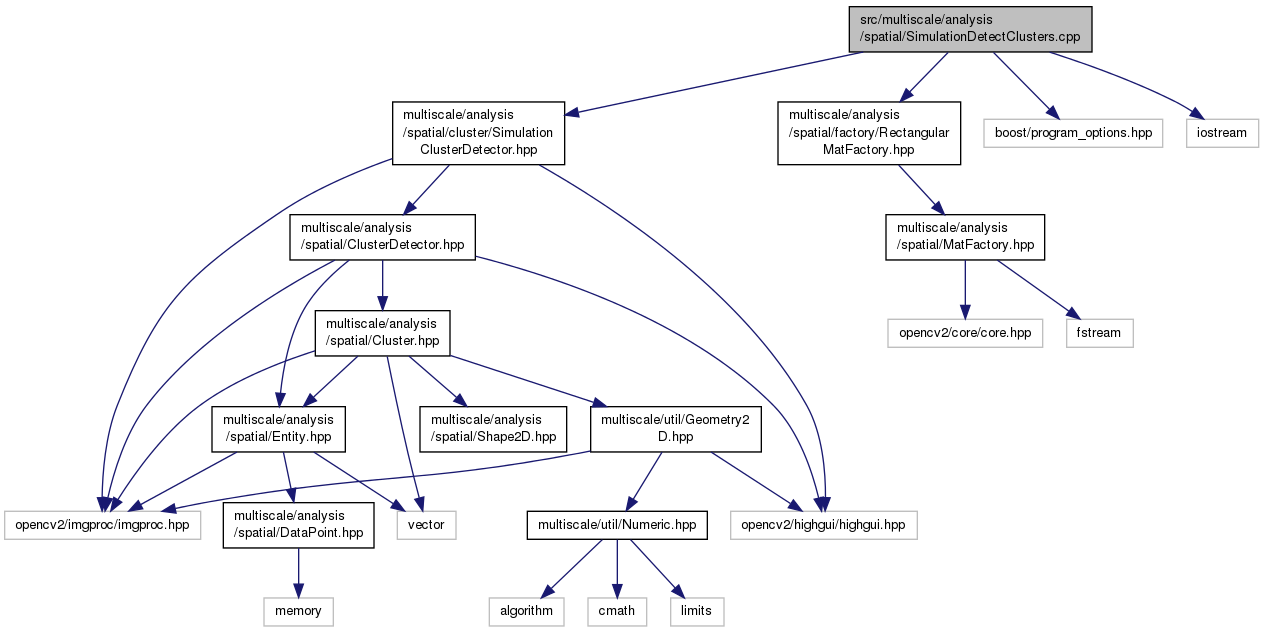 src/multiscale/analysis
/spatial/SimulationDetectClusters.cpp
multiscale/analysis
/spatial/cluster/Simulation
ClusterDetector.hpp
multiscale/analysis
/spatial/factory/Rectangular
MatFactory.hpp
boost/program_options.hpp
iostream
multiscale/analysis
/spatial/ClusterDetector.hpp
multiscale/analysis
/spatial/MatFactory.hpp
multiscale/analysis
/spatial/Cluster.hpp
opencv2/core/core.hpp
fstream
multiscale/analysis
/spatial/Entity.hpp
multiscale/analysis
/spatial/Shape2D.hpp
multiscale/util/Geometry2
D.hpp
opencv2/imgproc/imgproc.hpp
multiscale/analysis
/spatial/DataPoint.hpp
vector
multiscale/util/Numeric.hpp
opencv2/highgui/highgui.hpp
memory
algorithm
cmath
limits